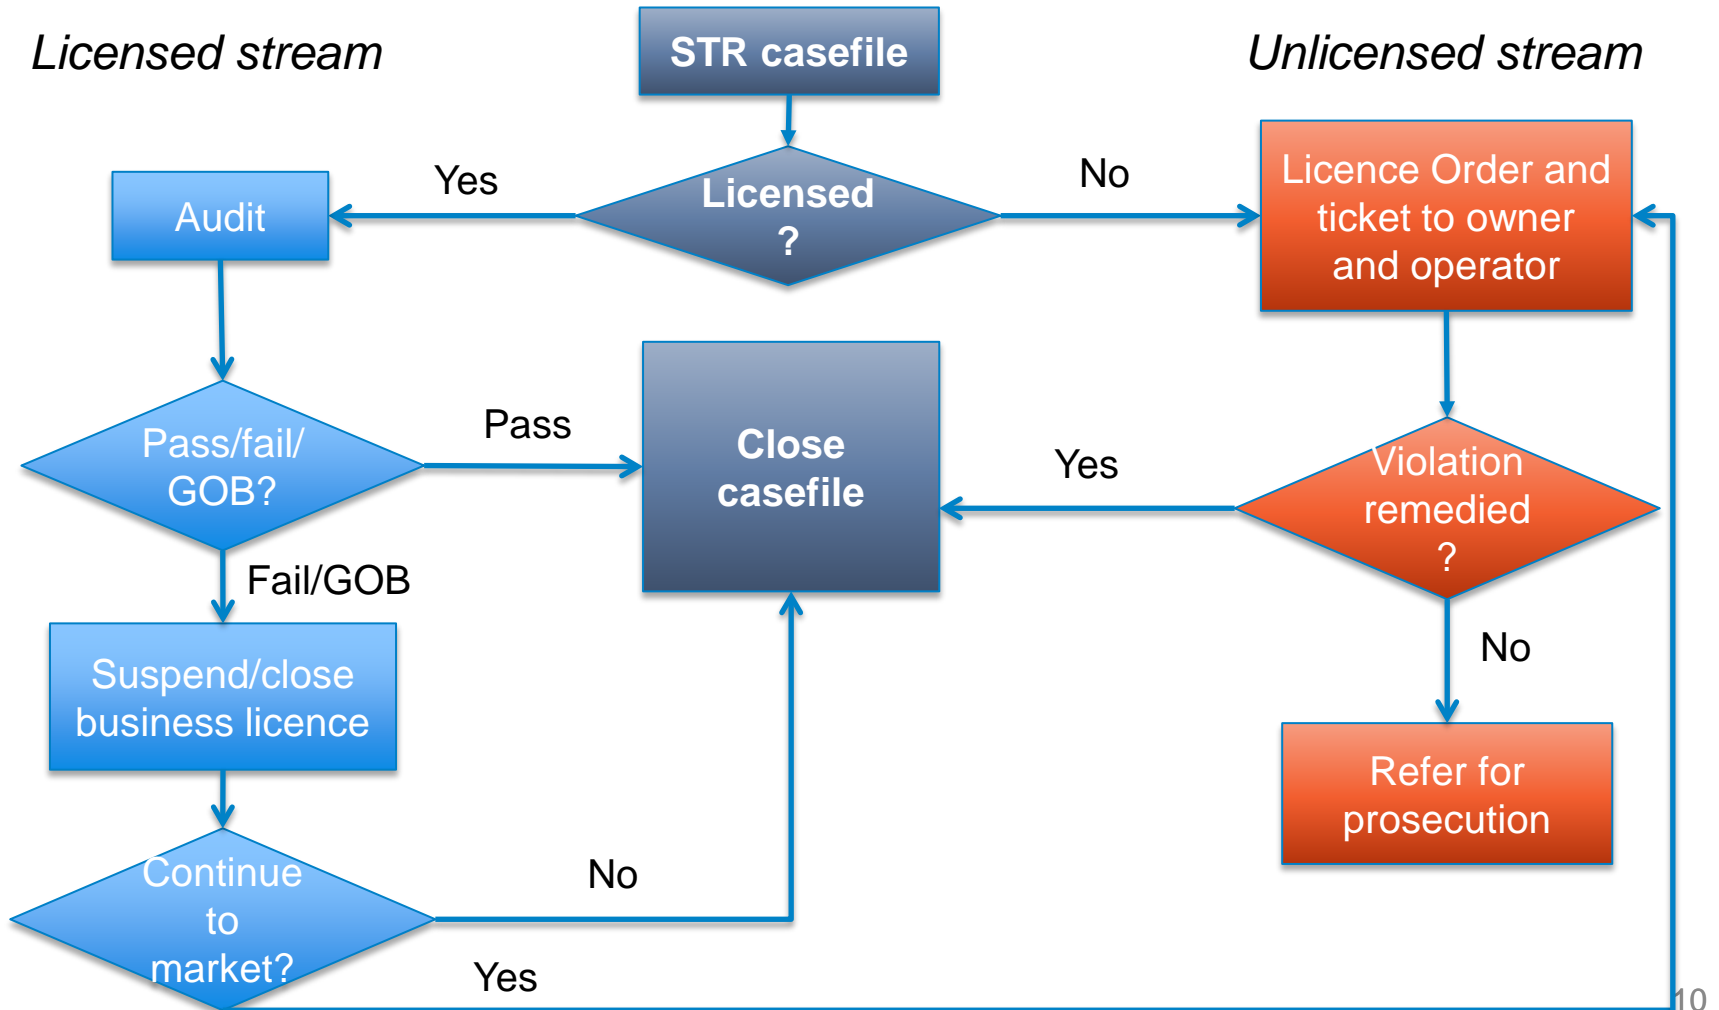 Licensed stream
STR casefile
Unlicensed stream
Licensed
?
Yes
No
Audit
Licence Order and
ticket to owner
and operator
Pass/fail/
GOB?
Pass
Close
casefile
Yes
Violation
remedied
?
Fail/GOB
Suspend/close
business licence
No
Refer for
prosecution
Continue
to
market?
No
Yes
10